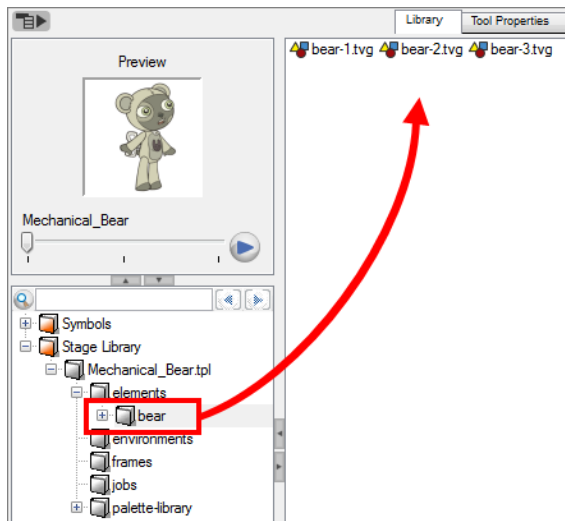 Library
Tool Properties
Preview
bear-1.tvg
bear-2.tvg
bear-3.tvg
Mechanical_Bear
Symbols
Stage Library
Mechanical_Bear.tpl
elements
bear
environments
frames
jobs
palette-library